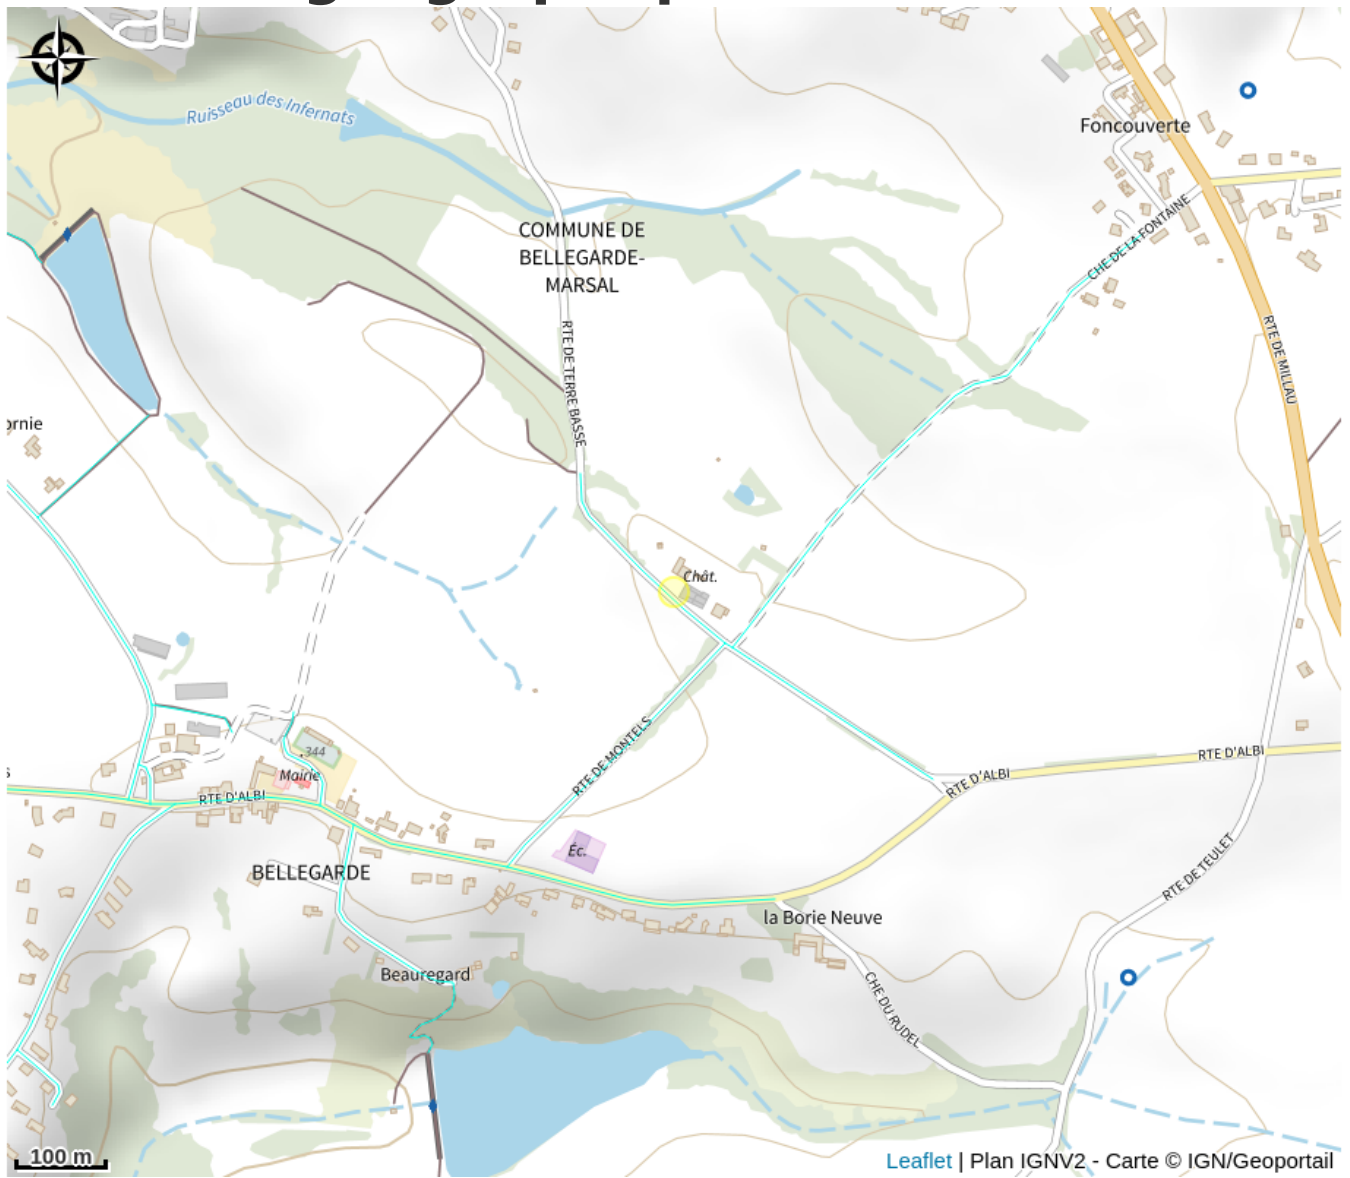 Ruisseau des Infernats
Foncouverte
COMMUNE DE
BELLEGARDE-
MARSAL
CHE DE LA FONTAINE
RTE DE TERRE BASSE
RTE DE MILLAU
ornie
Chât.
RTE DE MONTELS
344
Mairie
RTE D'ALBI
RTE D'ALBI
RTE D'ALBI
s
Éc.
BELLEGARDE
RTE DE TEULET
la Borie Neuve
Beauregard
CHE DU RUDEL
100 m
Leaflet | Plan IGNV2 - Carte © IGN/Geoportail